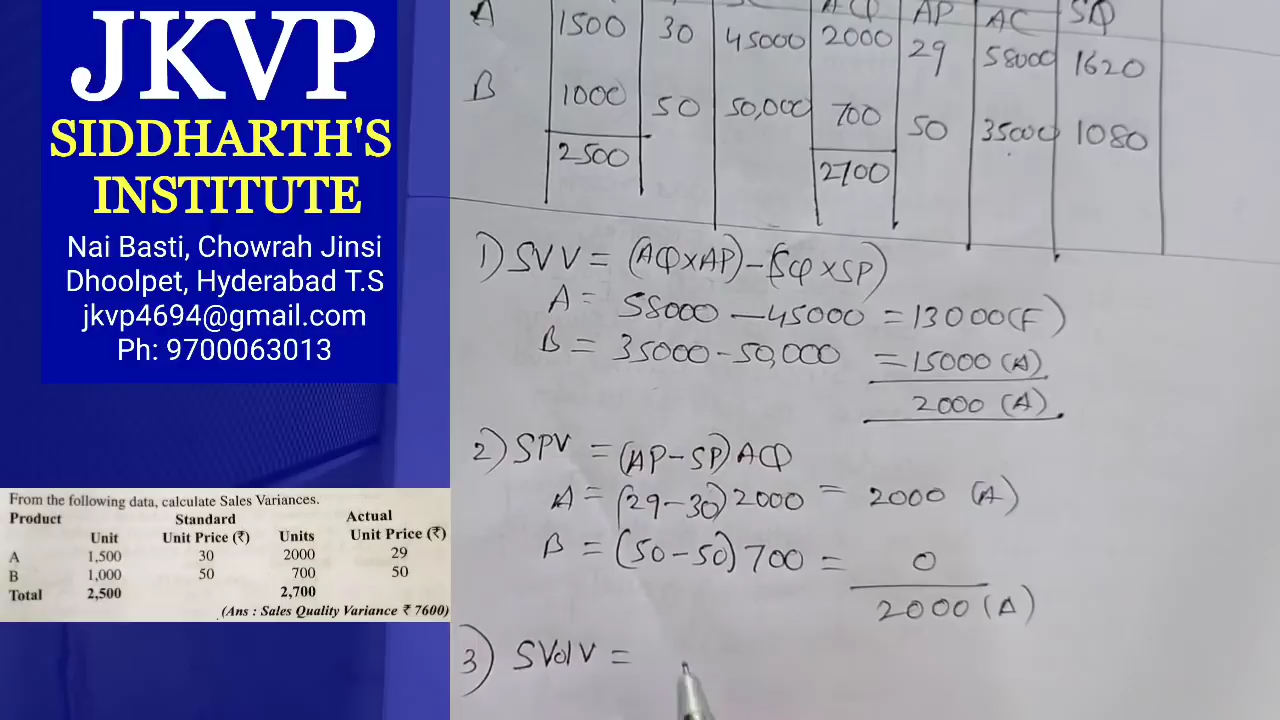 JKVP
SIDDHARTH'S
INSTITUTE
Nai Basti, Chowrah Jinsi
Dhoolpet, Hyderabad T.S
jkvp4694@gmail.com
Ph: 9700063013
From the following data, calculate Sales Variances.
Product Standard Actual
Unit Unit Price (₹) Units Unit Price (₹)
A 1,500 30 2000 29
B 1,000 50 700 50
Total 2,500 2,700
(Ans : Sales Quality Variance ₹ 7600)
ACQ AP AC SQ
A 1500 30 45000 2000 29 58000 1620
B 1000 50 50,000 700 50 35000 1080
2500 2700
1) SVV = (AQ×AP)-(SQ×SP)
A = 58000 - 45000 = 13000 (F)
B = 35000 - 50,000 = 15000 (A)
2000 (A)
2) SPV = (AP-SP) AQ
A = (29-30) 2000 = 2000 (A)
B = (50-50) 700 = 0
2000 (A)
3) SVolV =